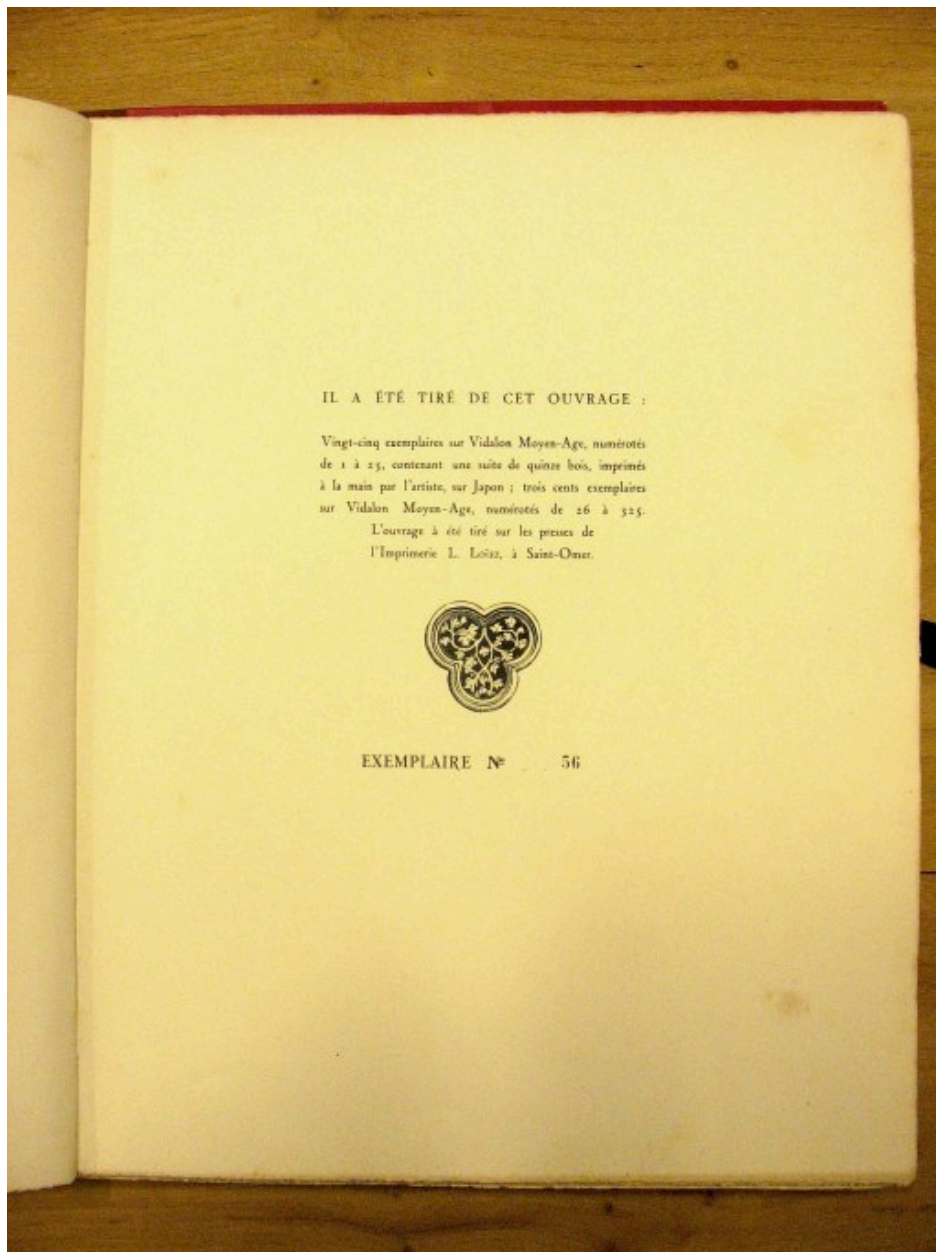 IL A ÉTÉ TIRÉ DE CET OUVRAGE :
Vingt-cinq exemplaires sur Vidalon Moyen-Age, numérotés
de 1 à 25, contenant une suite de quinze bois, imprimés
à la main par l'artiste, sur Japon ; trois cents exemplaires
sur Vidalon Moyen-Age, numérotés de 26 à 325.
L'ouvrage à été tiré sur les presses de
l'Imprimerie L. Loïez, à Saint-Omer.
EXEMPLAIRE Nº 56